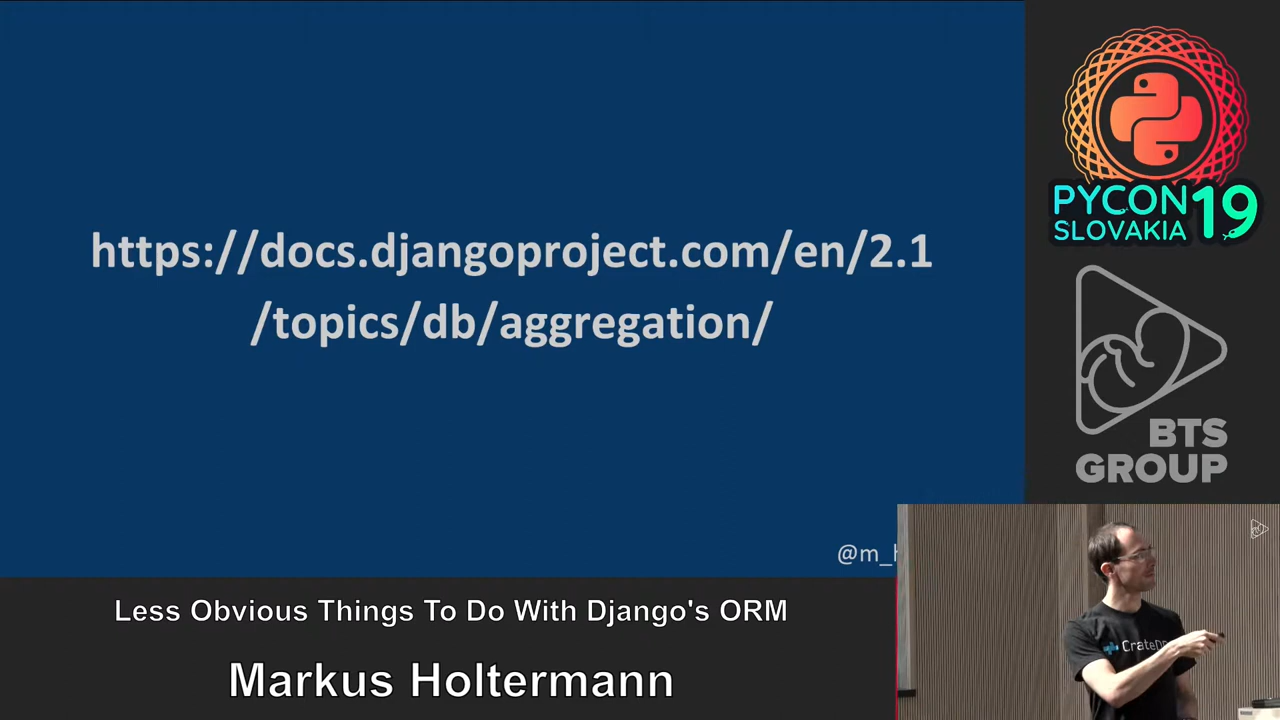 https://docs.djangoproject.com/en/2.1
/topics/db/aggregation/
@m_
Less Obvious Things To Do With Django's ORM
Markus Holtermann
PYCON 19
SLOVAKIA
BTS
GROUP